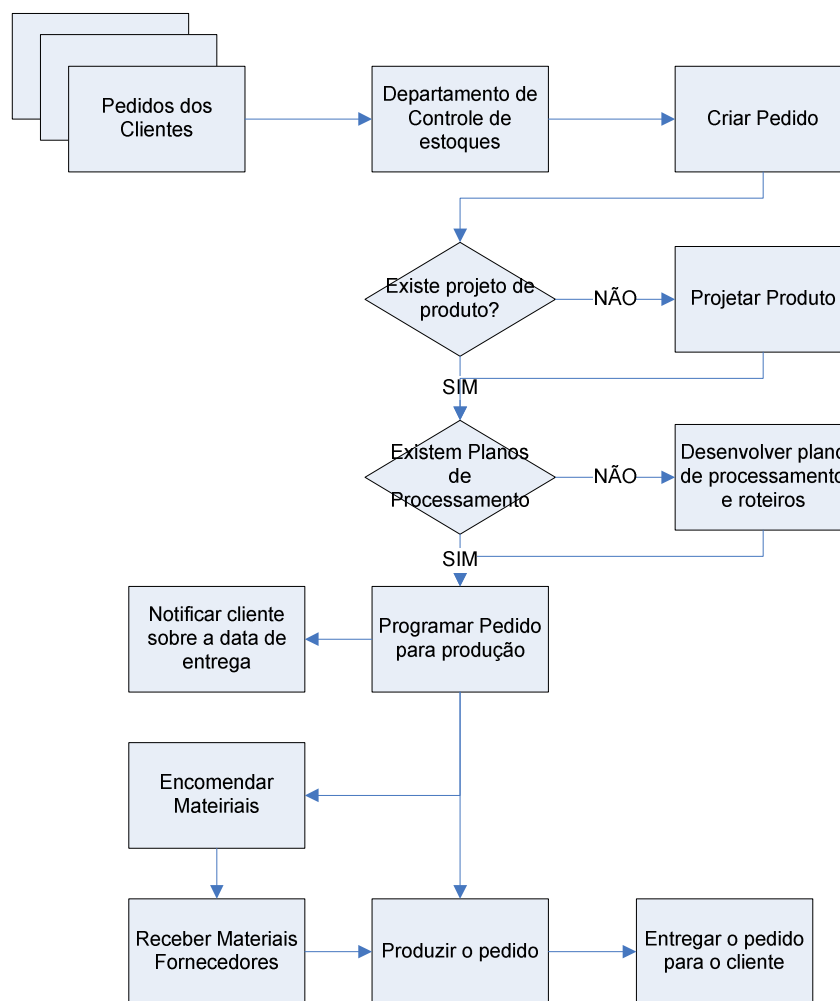 Pedidos dos
Clientes
Departamento de
Controle de
estoques
Criar Pedido
Existe projeto de
produto?
NÃO
Projetar Produto
SIM
Existem Planos
de
Processamento
NÃO
Desenvolver plano
de processamento
e roteiros
SIM
Notificar cliente
sobre a data de
entrega
Programar Pedido
para produção
Encomendar
Mateiriais
Receber Materiais
Fornecedores
Produzir o pedido
Entregar o pedido
para o cliente